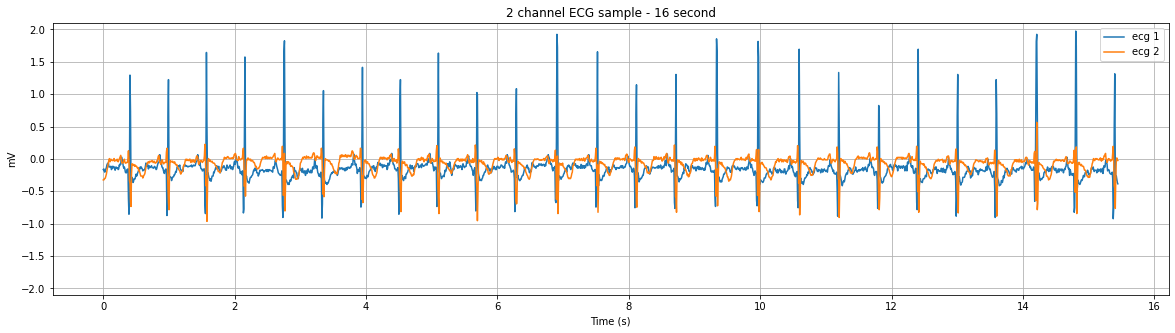 2 channel ECG sample - 16 second
ecg 1
ecg 2
2.0
1.5
1.0
0.5
0.0
−0.5
−1.0
−1.5
−2.0
mV
0 2 4 6 8 10 12 14 16
Time (s)